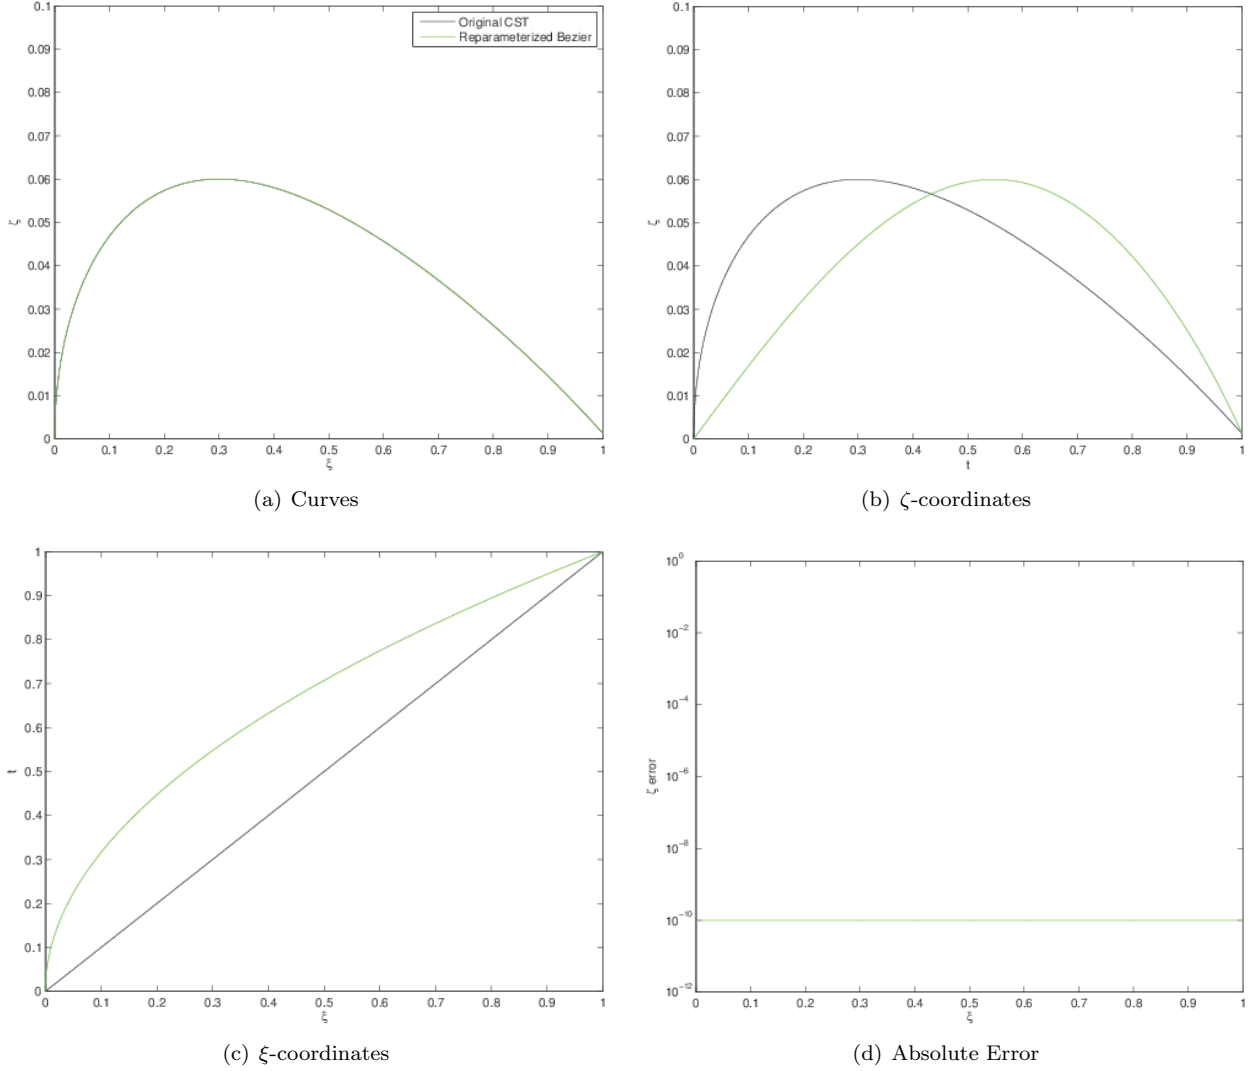 0.1
0.09
0.08
0.07
0.06
0.05
0.04
0.03
0.02
0.01
0
ζ
0 0.1 0.2 0.3 0.4 0.5 0.6 0.7 0.8 0.9 1
ξ
Original CST
Reparameterized Bezier
(a) Curves
0.1
0.09
0.08
0.07
0.06
0.05
0.04
0.03
0.02
0.01
0
ζ
0 0.1 0.2 0.3 0.4 0.5 0.6 0.7 0.8 0.9 1
t
(b) ζ-coordinates
1
0.9
0.8
0.7
0.6
0.5
0.4
0.3
0.2
0.1
0
t
0 0.1 0.2 0.3 0.4 0.5 0.6 0.7 0.8 0.9 1
ξ
(c) ξ-coordinates
10⁰
10⁻²
10⁻⁴
10⁻⁶
10⁻⁸
10⁻¹⁰
10⁻¹²
ζ error
0 0.1 0.2 0.3 0.4 0.5 0.6 0.7 0.8 0.9 1
ξ
(d) Absolute Error